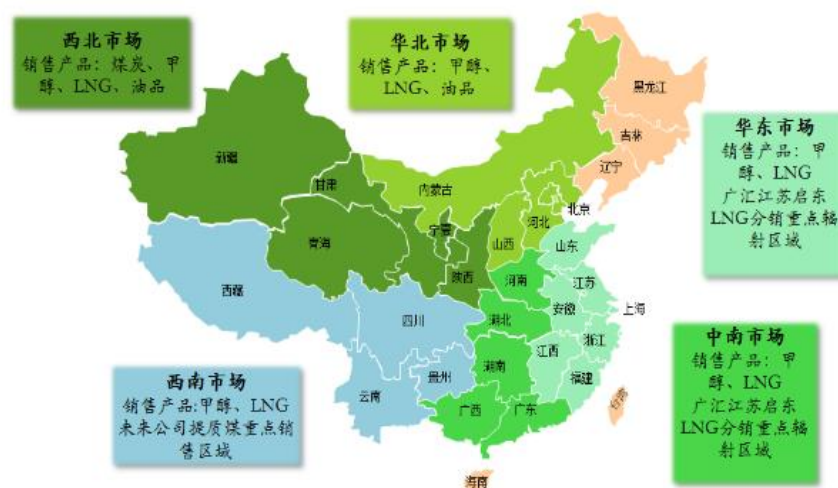 西北市场
销售产品：煤炭、甲
醇、LNG、油品
华北市场
销售产品：甲醇、
LNG、油品
华东市场
销售产品：甲
醇、LNG
广汇江苏启东
LNG分销重点辐
射区域
中南市场
销售产品：甲
醇、LNG
广汇江苏启东
LNG分销重点辐
射区域
西南市场
销售产品:甲醇、LNG
未来公司提质煤重点销
售区域
黑龙江
吉林
辽宁
新疆
甘肃
内蒙古
北京
河北
山西
宁夏
青海
陕西
山东
河南
江苏
安徽
上海
西疆
四川
湖北
浙江
江西
湖南
贵州
云南
福建
广西
广东
台湾
海南